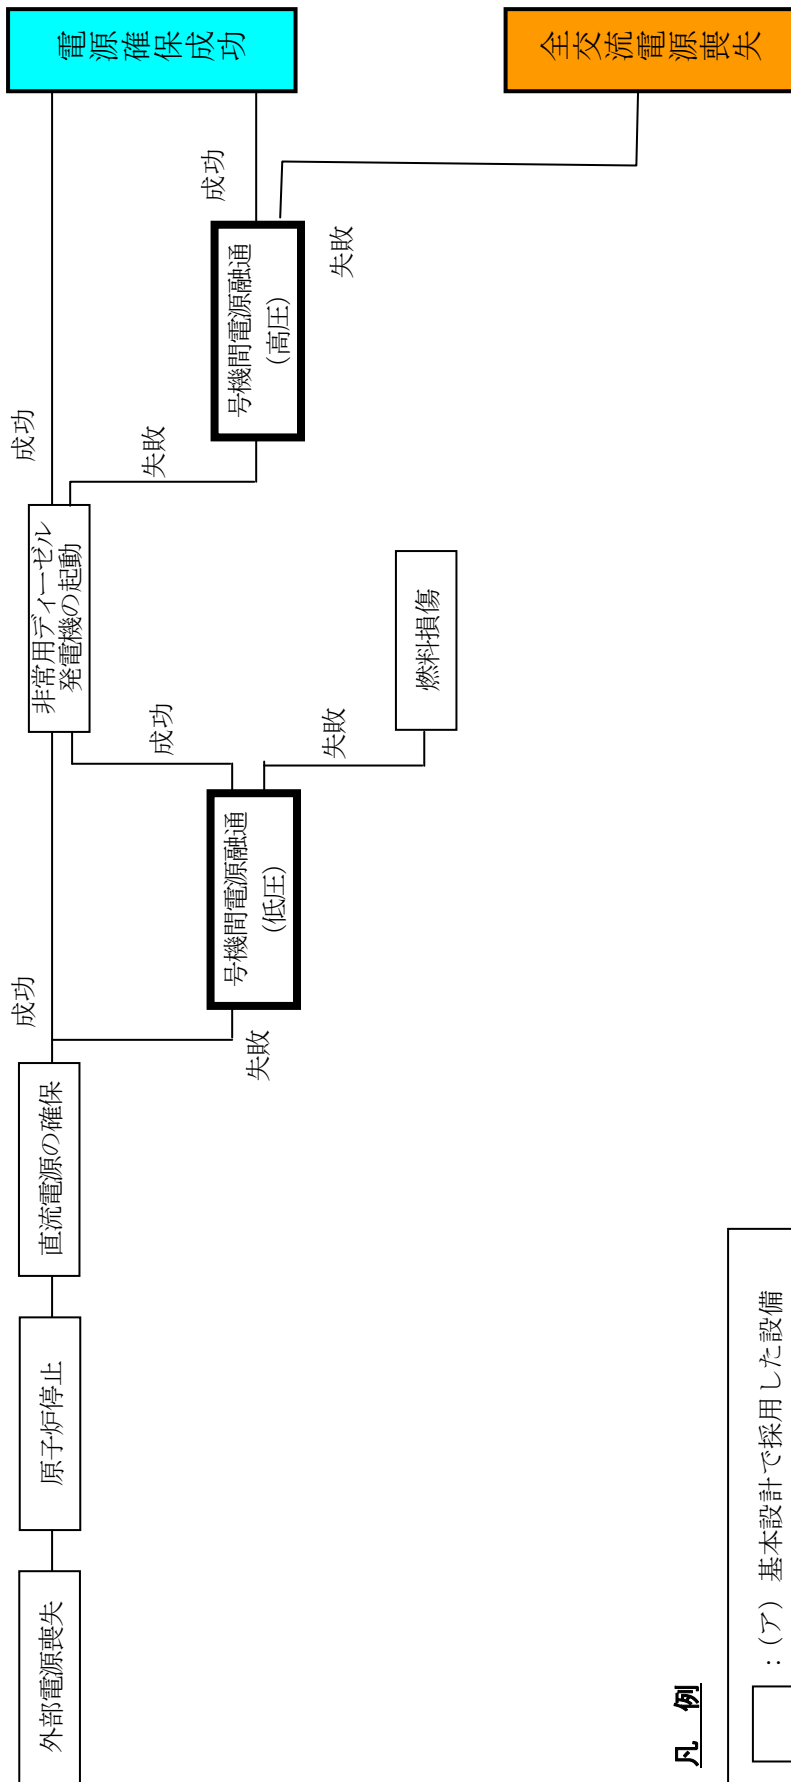 外部電源喪失
原子炉停止
直流電源の確保
成功
失敗
号機間電源融通
(低圧)
成功
失敗
燃料損傷
非常用ディーゼル
発電機の起動
成功
失敗
号機間電源融通
(高圧)
成功
失敗
電源確保成功
全交流電源喪失
凡 例
:(ア) 基本設計で採用した設備